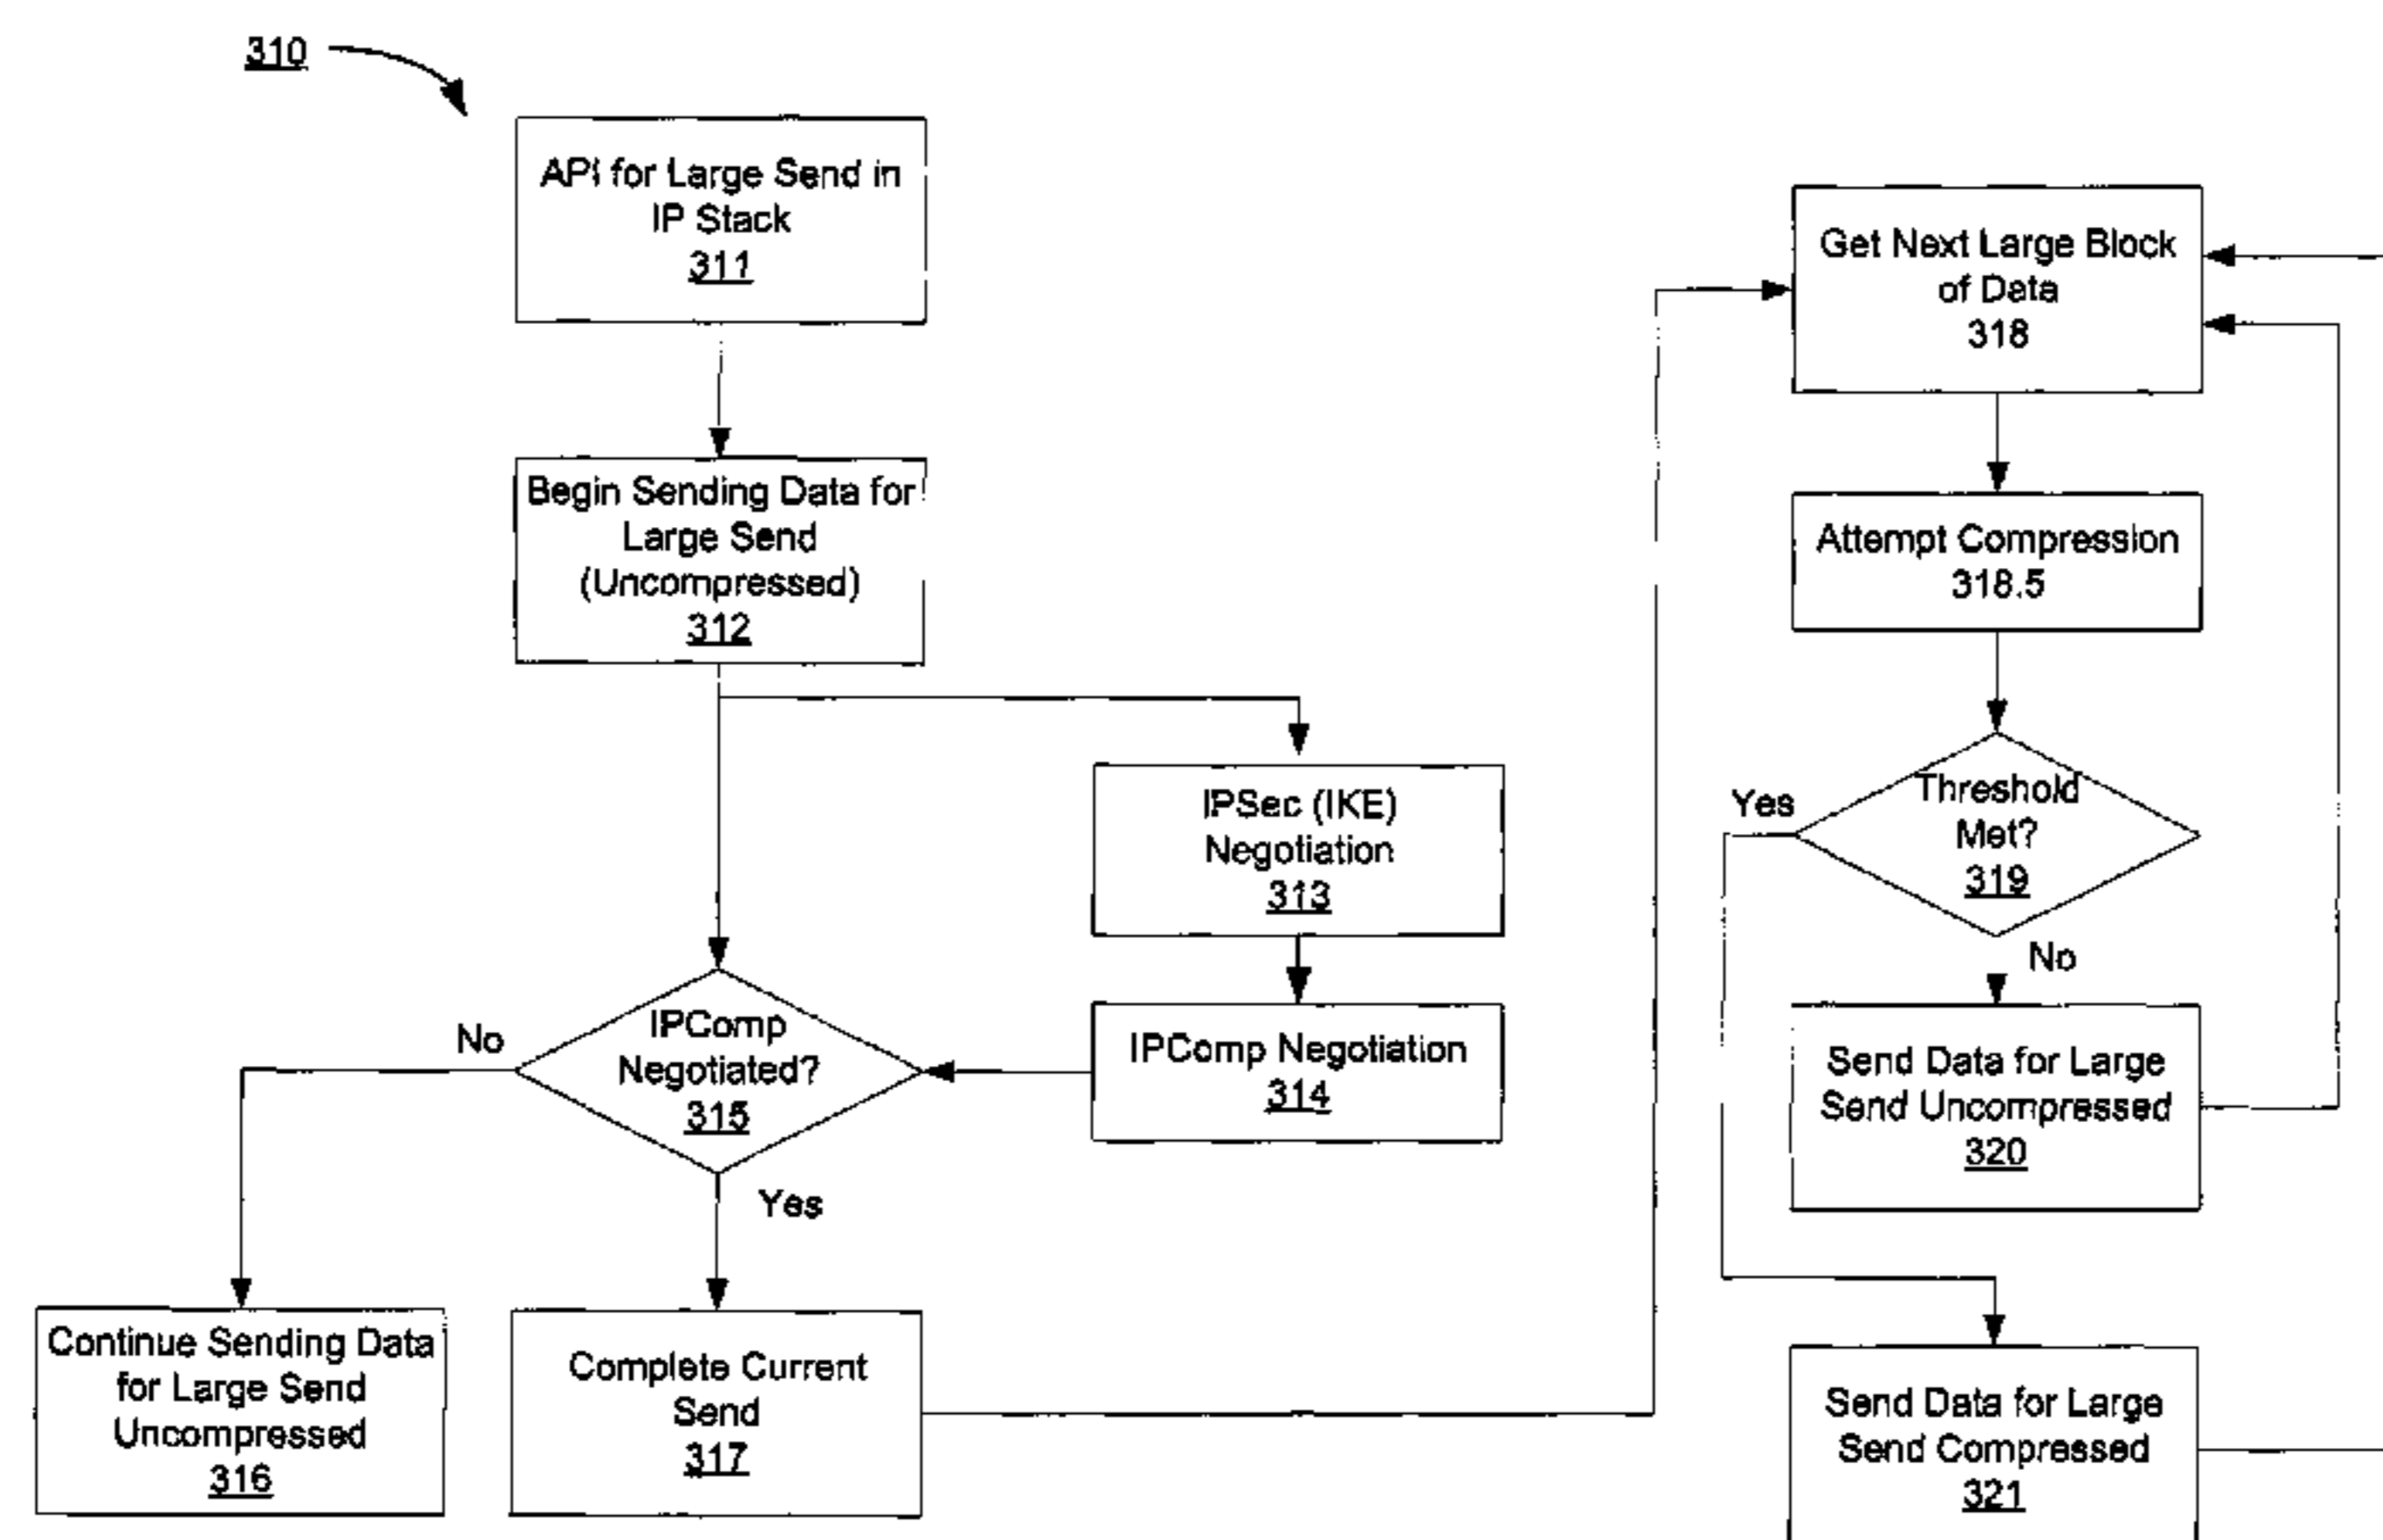 310
API for Large Send in
IP Stack
311
Begin Sending Data for
Large Send
(Uncompressed)
312
IPSec (IKE)
Negotiation
313
IPComp Negotiation
314
IPComp
Negotiated?
315
No
Yes
Continue Sending Data
for Large Send
Uncompressed
316
Complete Current
Send
317
Get Next Large Block
of Data
318
Attempt Compression
318.5
Threshold
Met?
319
Yes
No
Send Data for Large
Send Uncompressed
320
Send Data for Large
Send Compressed
321